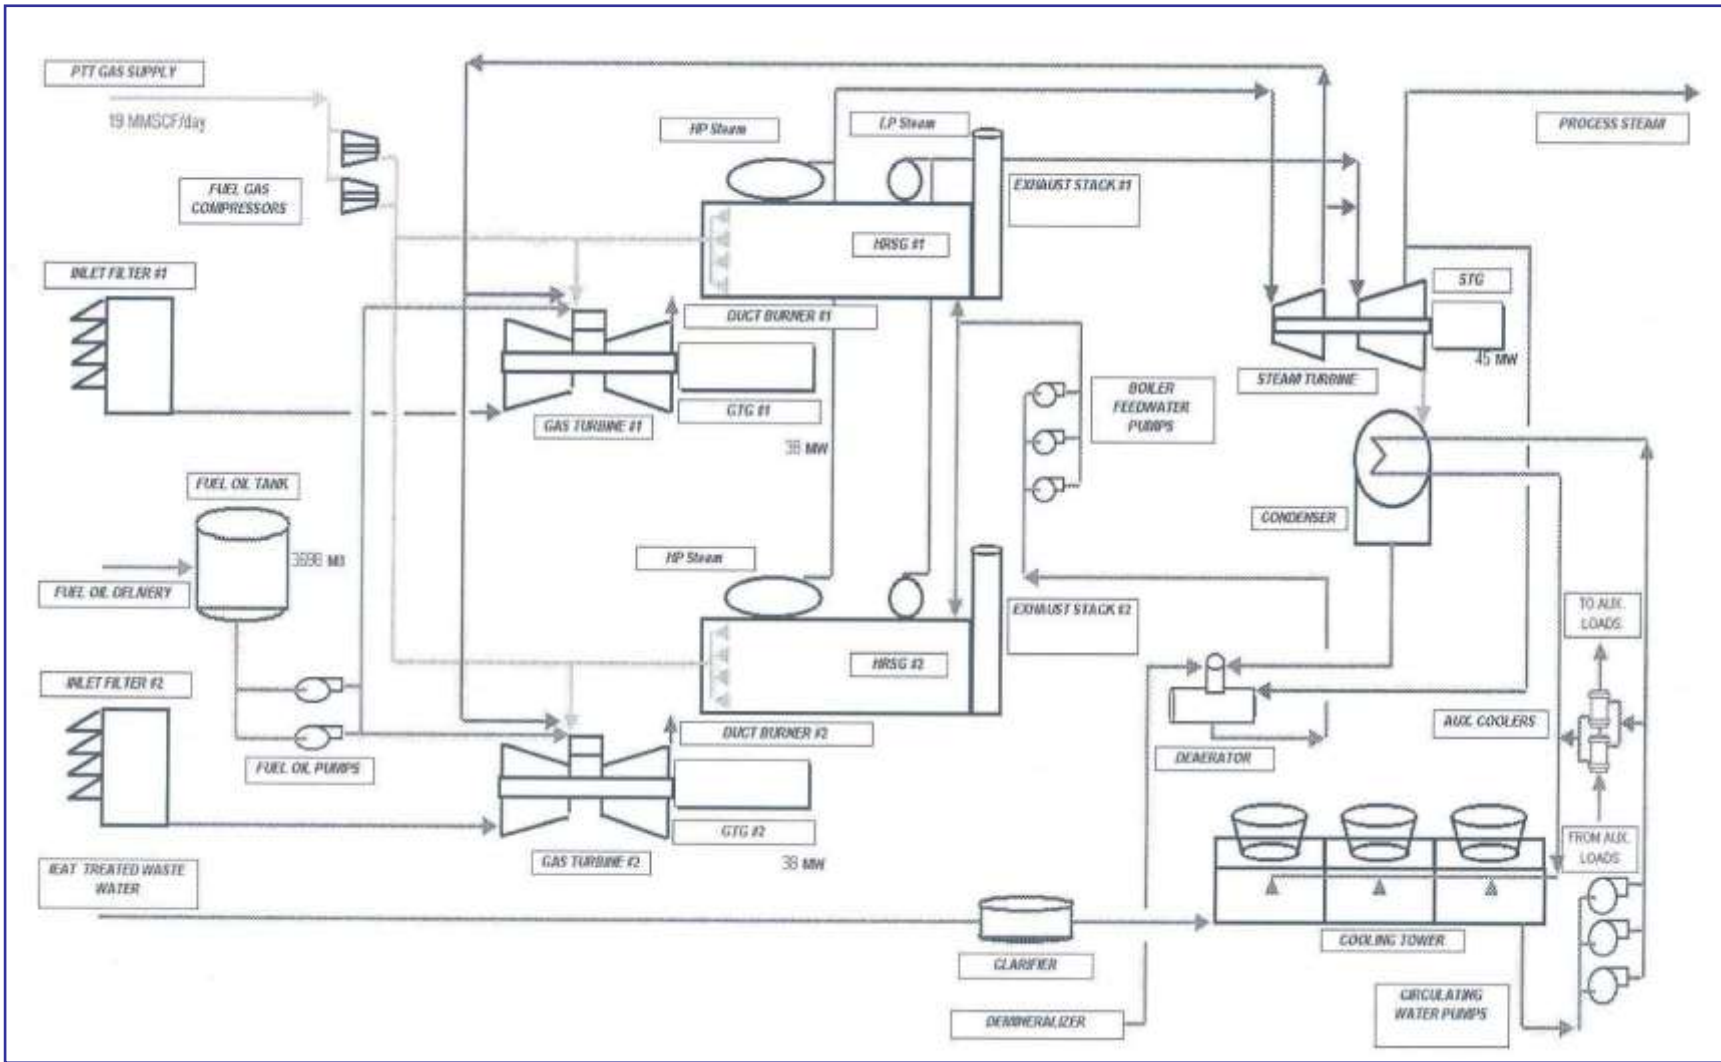 PTT GAS SUPPLY
19 MMSCF/day
FUEL GAS
COMPRESSORS
HP Steam
LP Steam
EXHAUST STACK #1
PROCESS STEAM
HRSG #1
INLET FILTER #1
DUCT BURNER #1
STG
45 MW
STEAM TURBINE
GTG #1
GAS TURBINE #1
38 MW
BOILER
FEEDWATER
PUMPS
FUEL OIL TANK
3698 M3
FUEL OIL DELIVERY
HP Steam
CONDENSER
EXHAUST STACK #2
TO AUX.
LOADS
HRSG #2
INLET FILTER #2
DUCT BURNER #2
AUX. COOLERS
FUEL OIL PUMPS
DEAERATOR
GTG #2
GAS TURBINE #2
38 MW
FROM AUX.
LOADS
IEAT TREATED WASTE
WATER
COOLING TOWER
CLARIFIER
DEMINERALIZER
CIRCULATING
WATER PUMPS